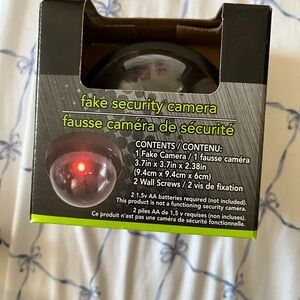 fake security camera
fausse caméra de sécurité
CONTENTS / CONTENU:
1 Fake Camera / 1 fausse caméra
3.7in x 3.7in x 2.38in
(9.4cm x 9.4cm x 6cm)
2 Wall Screws / 2 vis de fixation
2 1.5v AA batteries required (not included).
This product is not a functioning security camera.
2 piles AA de 1,5 v requises (non incluses).
Ce produit n'est pas une caméra de sécurité fonctionnelle.